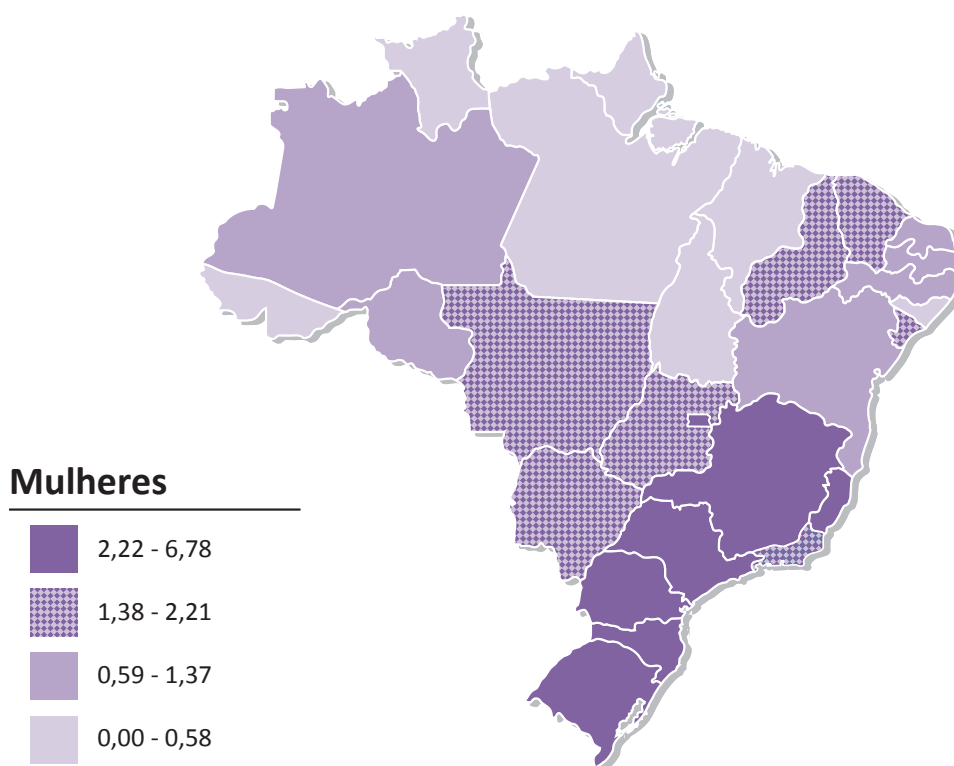 Mulheres
2,22 - 6,78
1,38 - 2,21
0,59 - 1,37
0,00 - 0,58